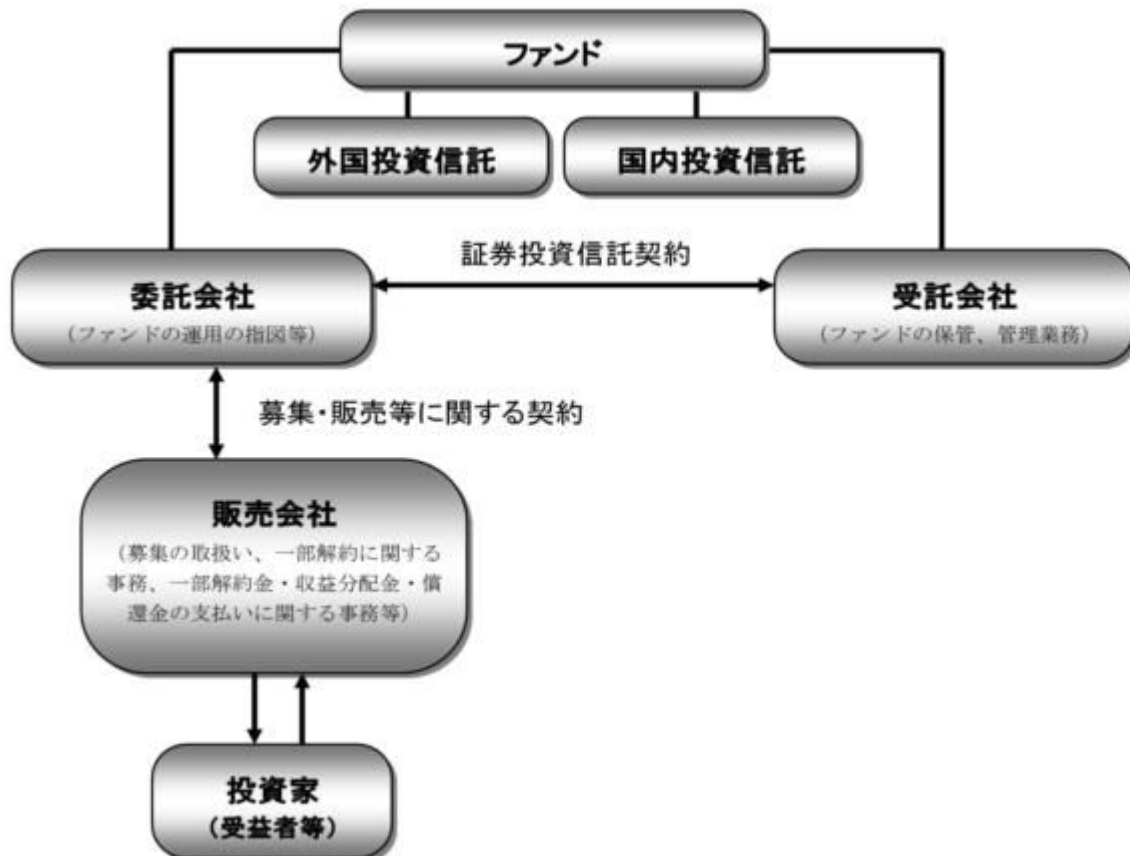 ファンド
外国投資信託
国内投資信託
証券投資信託契約
委託会社
（ファンドの運用の指図等）
受託会社
（ファンドの保管、管理業務）
募集・販売等に関する契約
販売会社
（募集の取扱い、一部解約に関する
事務、一部解約金・収益分配金・償
還金の支払いに関する事務等）
投資家
（受益者等）